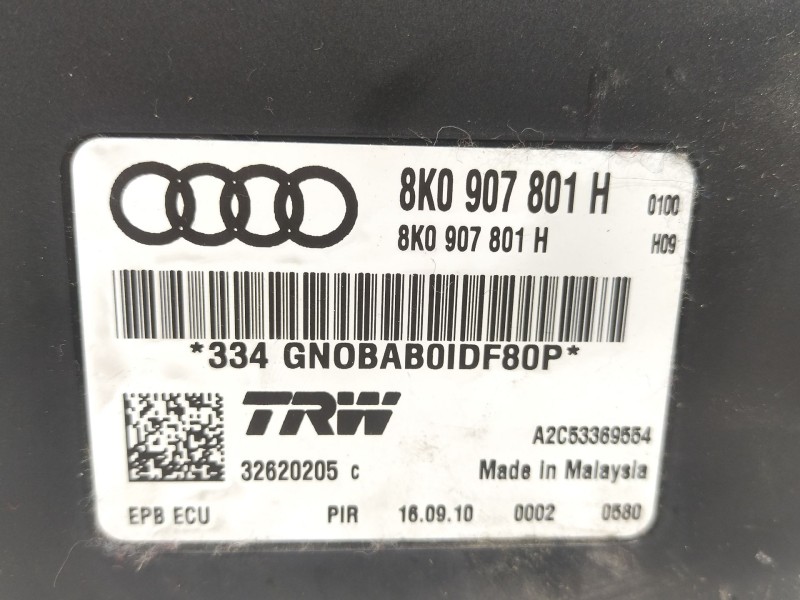 8K0 907 801 H 0100
8K0 907 801 H H09
*334 GNOBAB0IDF80P*
TRW
A2C53369554
32620205 c Made in Malaysia
EPB ECU PIR 16.09.10 0002 0580